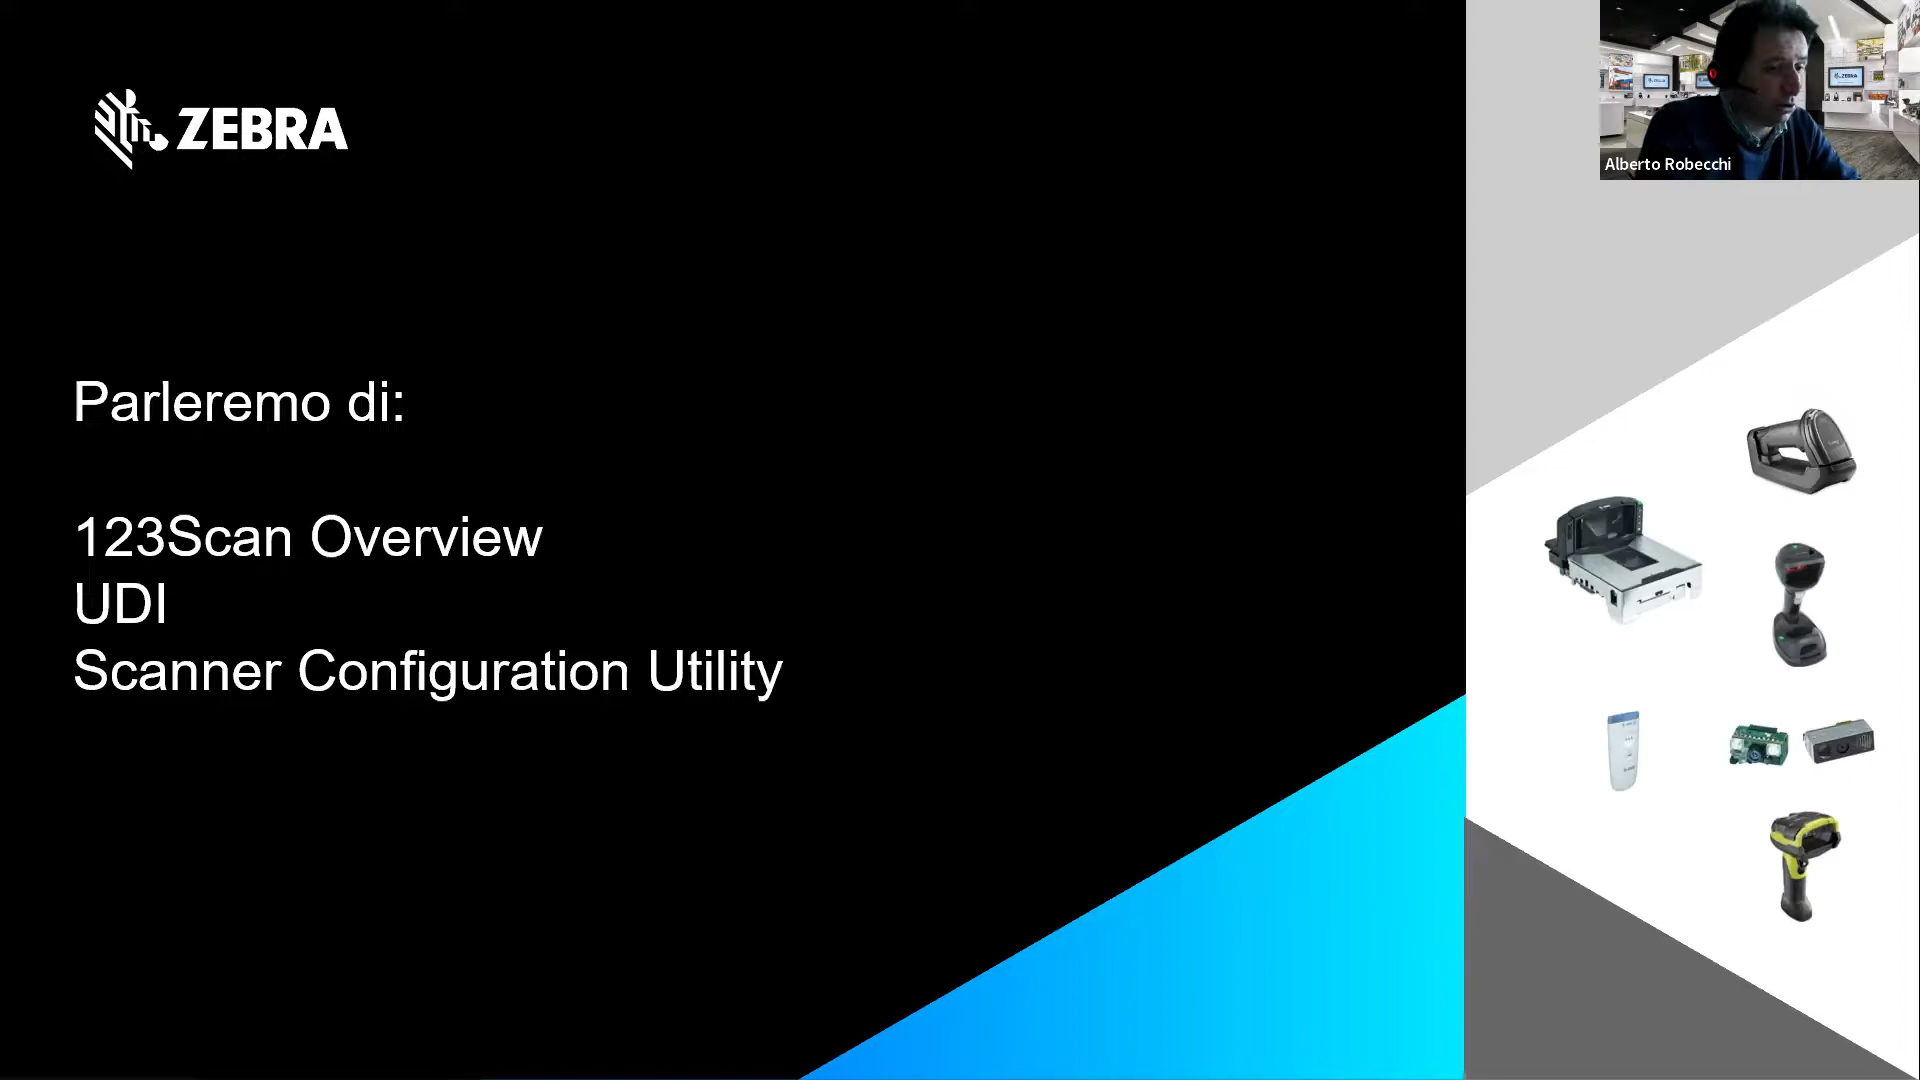 ZEBRA
Alberto Robecchi
Parleremo di:
123Scan Overview
UDI
Scanner Configuration Utility